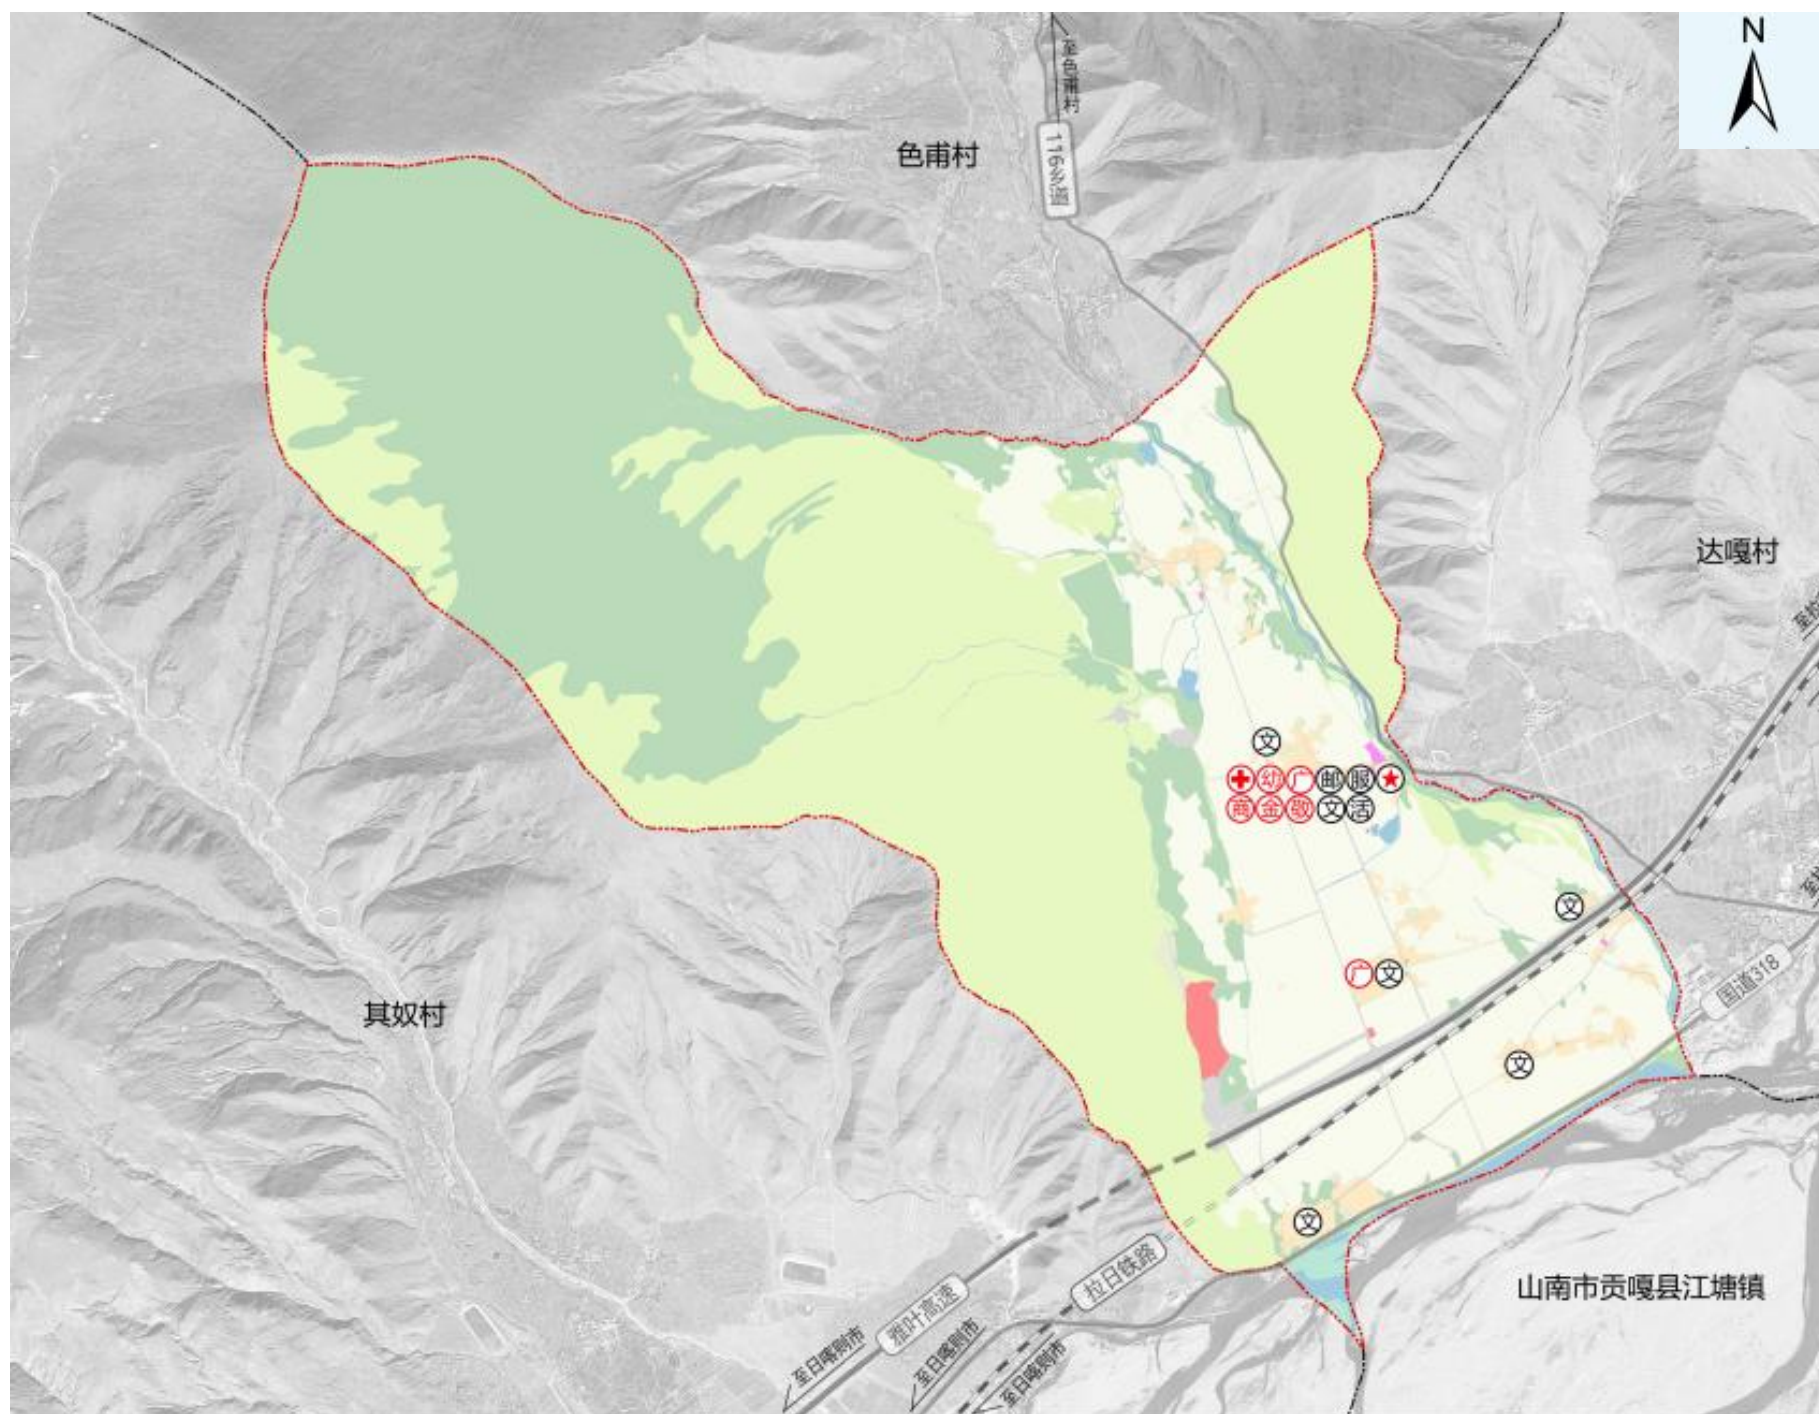 N
至色甫村
色甫村
116乡道
达嘎村
文
幼广邮服
商金敬文活
文
广文
国道318
其奴村
文
文
拉日铁路
雅叶高速
山南市贡嘎县江塘镇
至日喀则市
至日喀则市
至日喀则市